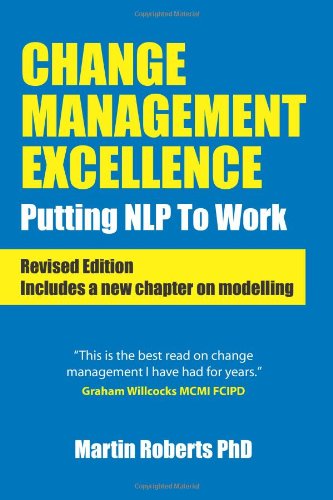 CHANGE
MANAGEMENT
EXCELLENCE
Putting NLP To Work
Revised Edition
Includes a new chapter on modelling
“This is the best read on change
management I have had for years.”
Graham Willcocks MCMI FCIPD
Martin Roberts PhD